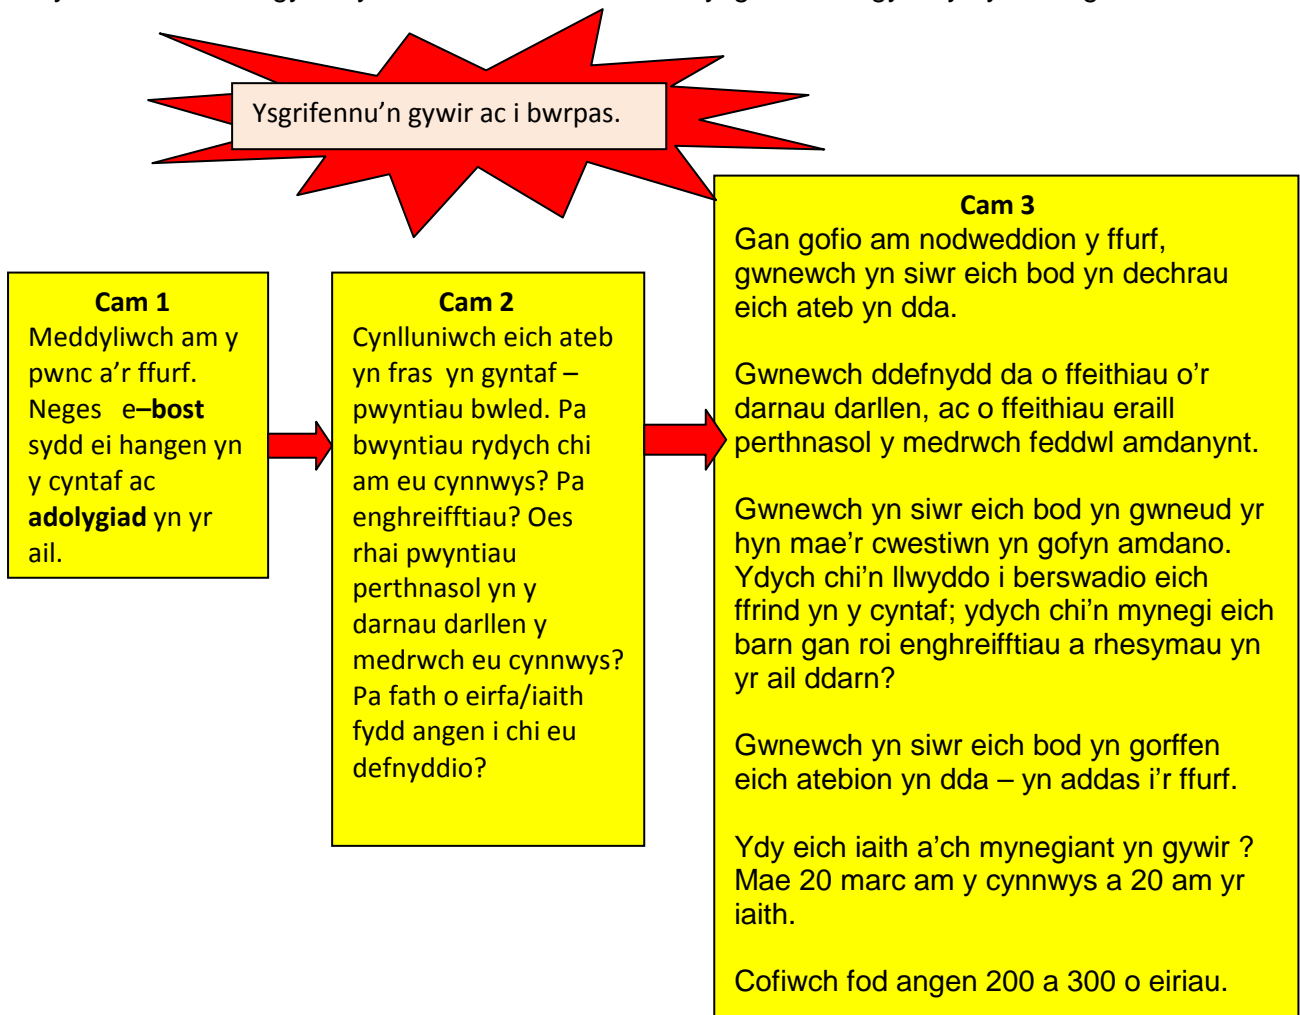 Ysgrifennu'n gywir ac i bwrpas.
Cam 1
Meddyliwch am y
pwnc a'r ffurf.
Neges e–bost
sydd ei hangen yn
y cyntaf ac
adolygiad yn yr
ail.
Cam 2
Cynlluniwch eich ateb
yn fras yn gyntaf –
pwyntiau bwled. Pa
bwyntiau rydych chi
am eu cynnwys? Pa
enghreifftiau? Oes
rhai pwyntiau
perthnasol yn y
darnau darllen y
medrwch eu cynnwys?
Pa fath o eirfa/iaith
fydd angen i chi eu
defnyddio?
Cam 3
Gan gofio am nodweddion y ffurf,
gwnewch yn siwr eich bod yn dechrau
eich ateb yn dda.
Gwnewch ddefnydd da o ffeithiau o'r
darnau darllen, ac o ffeithiau eraill
perthnasol y medrwch feddwl amdanynt.
Gwnewch yn siwr eich bod yn gwneud yr
hyn mae'r cwestiwn yn gofyn amdano.
Ydych chi'n llwyddo i berswadio eich
ffrind yn y cyntaf; ydych chi'n mynegi eich
barn gan roi enghreifftiau a rhesymau yn
yr ail ddarn?
Gwnewch yn siwr eich bod yn gorffen
eich atebion yn dda – yn addas i'r ffurf.
Ydy eich iaith a'ch mynegiant yn gywir ?
Mae 20 marc am y cynnwys a 20 am yr
iaith.
Cofiwch fod angen 200 a 300 o eiriau.